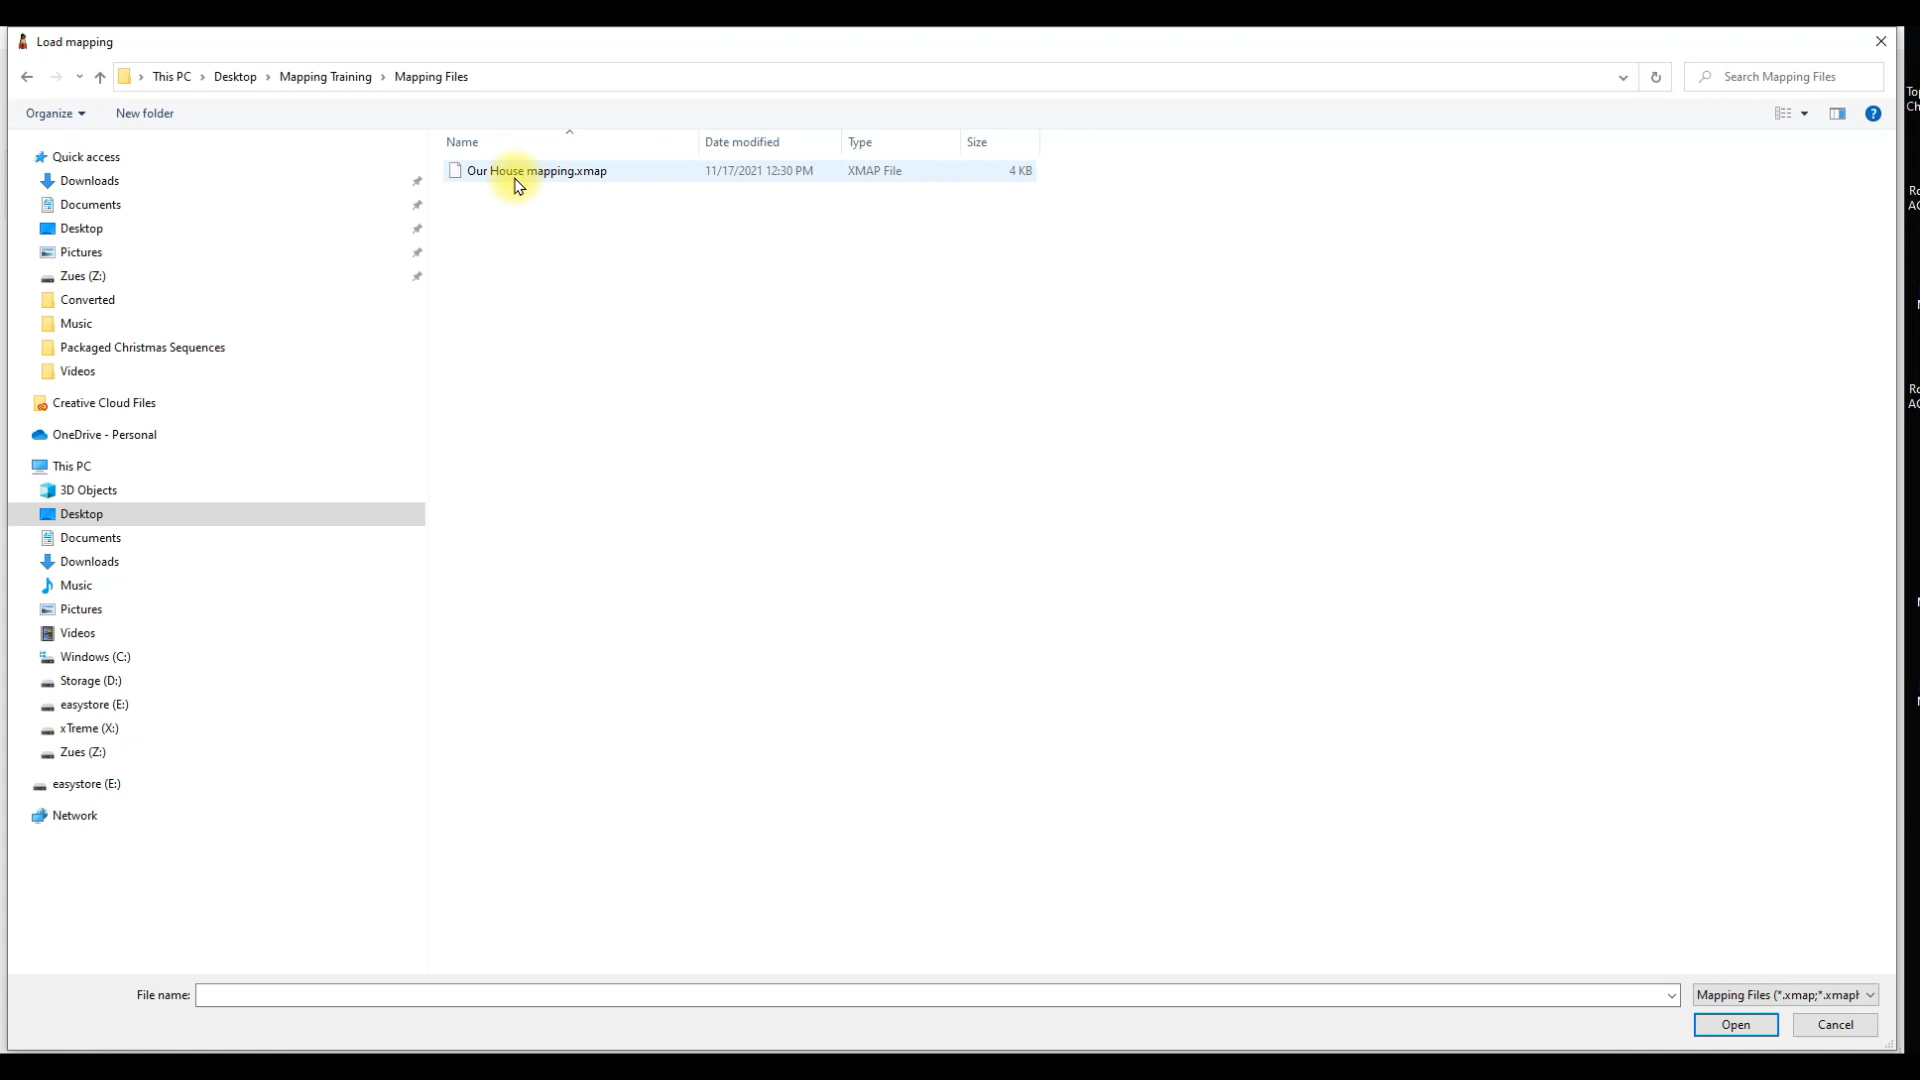 Load mapping
This PC > Desktop > Mapping Training > Mapping Files
Search Mapping Files
Organize
New folder
Name
Date modified
Type
Size
Our House mapping.xmap
11/17/2021 12:30 PM
XMAP File
4 KB
Quick access
Downloads
Documents
Desktop
Pictures
Zues (Z:)
Converted
Music
Packaged Christmas Sequences
Videos
Creative Cloud Files
OneDrive - Personal
This PC
3D Objects
Desktop
Documents
Downloads
Music
Pictures
Videos
Windows (C:)
Storage (D:)
easystore (E:)
xTreme (X:)
Zues (Z:)
easystore (E:)
Network
File name:
Mapping Files (*.xmap;*.xmap
Open
Cancel